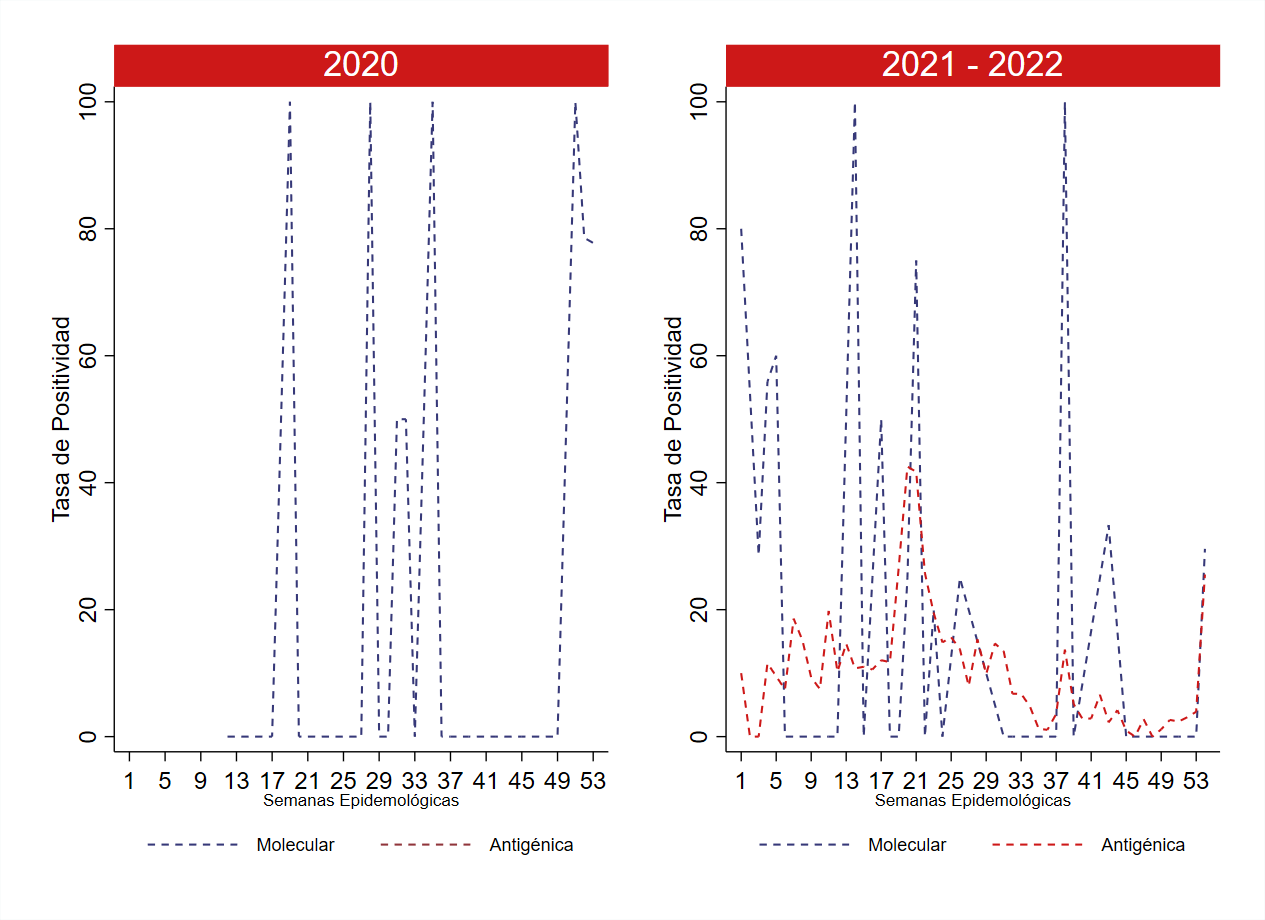 2020
Tasa de Positividad
100
80
60
40
20
0
1 5 9 13 17 21 25 29 33 37 41 45 49 53
Semanas Epidemológicas
Molecular Antigénica
2021 - 2022
Tasa de Positividad
100
80
60
40
20
0
1 5 9 13 17 21 25 29 33 37 41 45 49 53
Semanas Epidemológicas
Molecular Antigénica